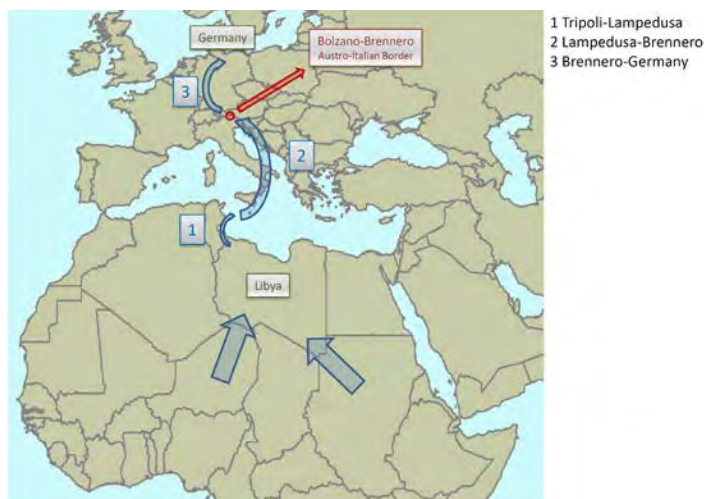 Germany
Bolzano-Brennero
Austro-Italian Border
3
2
1
Libya
1 Tripoli-Lampedusa
2 Lampedusa-Brennero
3 Brennero-Germany